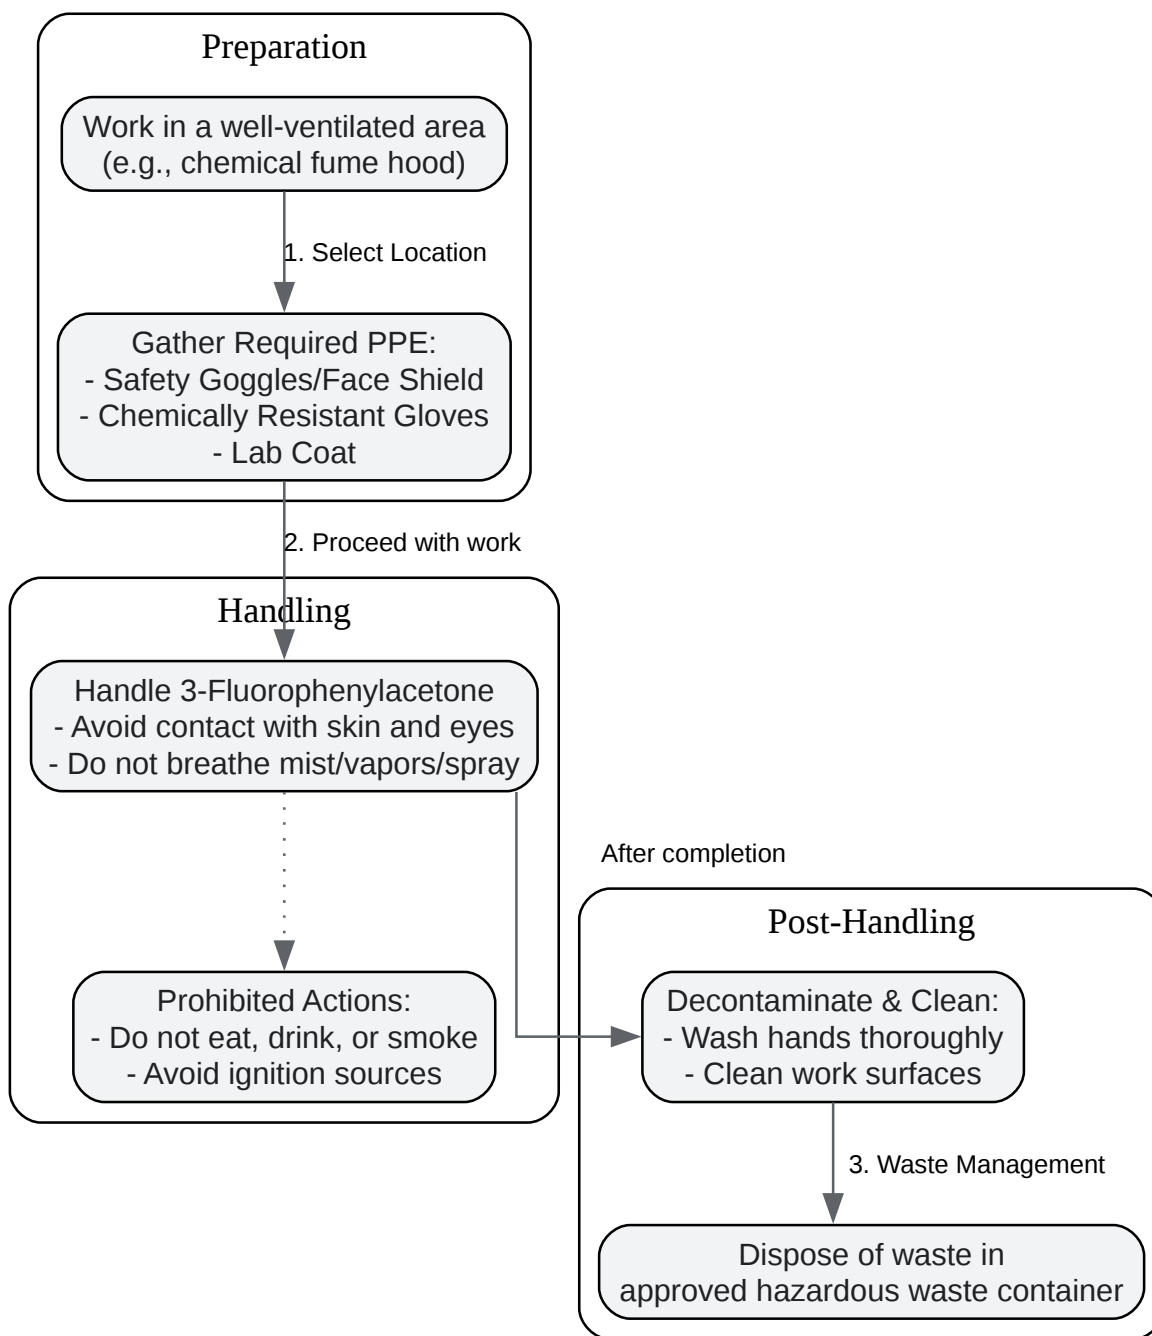 Preparation
Work in a well-ventilated area
(e.g., chemical fume hood)
1. Select Location
Gather Required PPE:
- Safety Goggles/Face Shield
- Chemically Resistant Gloves
- Lab Coat
2. Proceed with work
Handling
Handle 3-Fluorophenylacetone
- Avoid contact with skin and eyes
- Do not breathe mist/vapors/spray
Prohibited Actions:
- Do not eat, drink, or smoke
- Avoid ignition sources
After completion
Post-Handling
Decontaminate & Clean:
- Wash hands thoroughly
- Clean work surfaces
3. Waste Management
Dispose of waste in
approved hazardous waste container